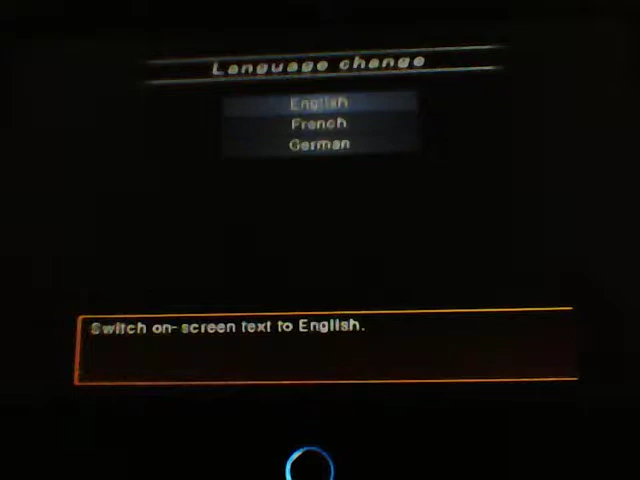 Language change
English
French
German
Switch on-screen text to English.